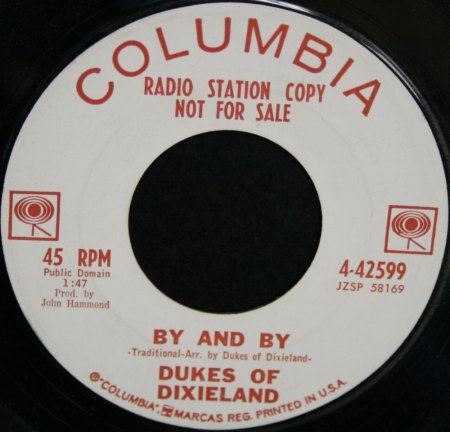 COLUMBIA
RADIO STATION COPY
NOT FOR SALE
45 RPM
Public Domain
1:47
Prod. by
John Hammond
4-42599
JZSP 58169
BY AND BY
-Traditional-Arr. by Dukes of Dixieland-
DUKES OF
DIXIELAND
®"COLUMBIA", MARCAS REG. PRINTED IN U.S.A.